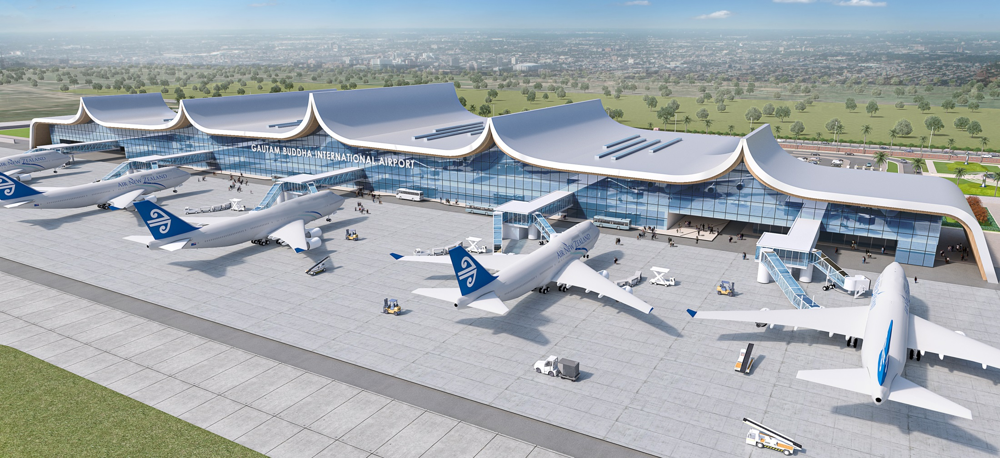 GAUTAM BUDDHA INTERNATIONAL AIRPORT
AIR NEW ZEALAND
AIR NEW ZEALAND
AIR NEW ZEALAND